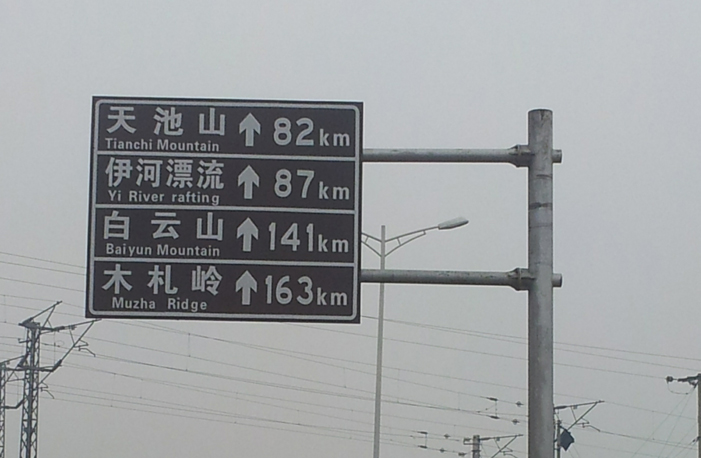 天池山 ↑ 82km
Tianchi Mountain
伊河漂流 ↑ 87km
Yi River rafting
白云山 ↑ 141km
Baiyun Mountain
木札岭 ↑ 163km
Muzha Ridge